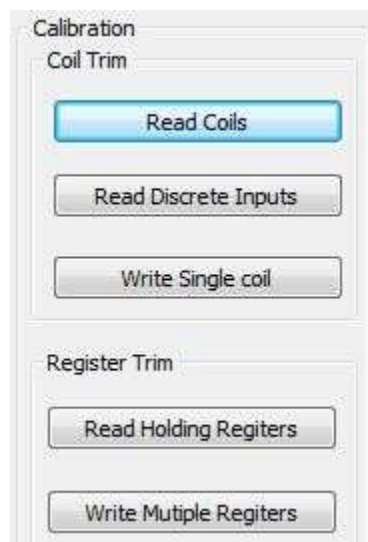 Calibration
Coil Trim
Read Coils
Read Discrete Inputs
Write Single coil
Register Trim
Read Holding Regiters
Write Mutiple Regiters